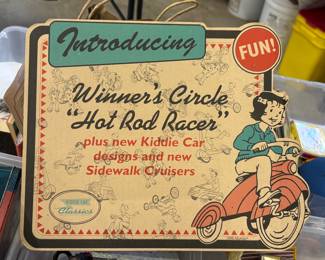 Introducing
FUN!
Winner's Circle
"Hot Rod Racer"
plus new Kiddie Car
designs and new
Sidewalk Cruisers
Classics